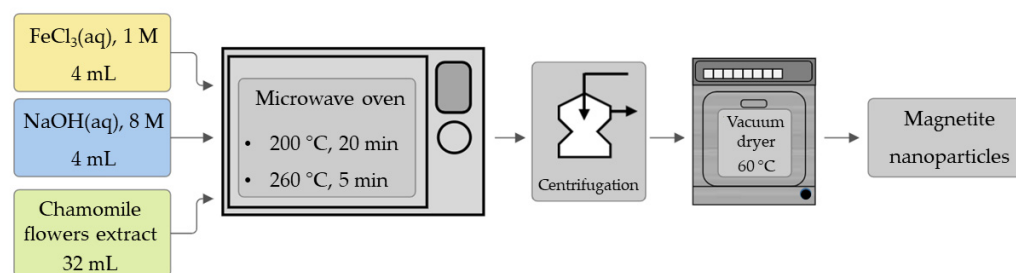 FeCl₃(aq), 1 M
4 mL
NaOH(aq), 8 M
4 mL
Chamomile
flowers extract
32 mL
Microwave oven
• 200 °C, 20 min
• 260 °C, 5 min
Centrifugation
Vacuum
dryer
60 °C
Magnetite
nanoparticles